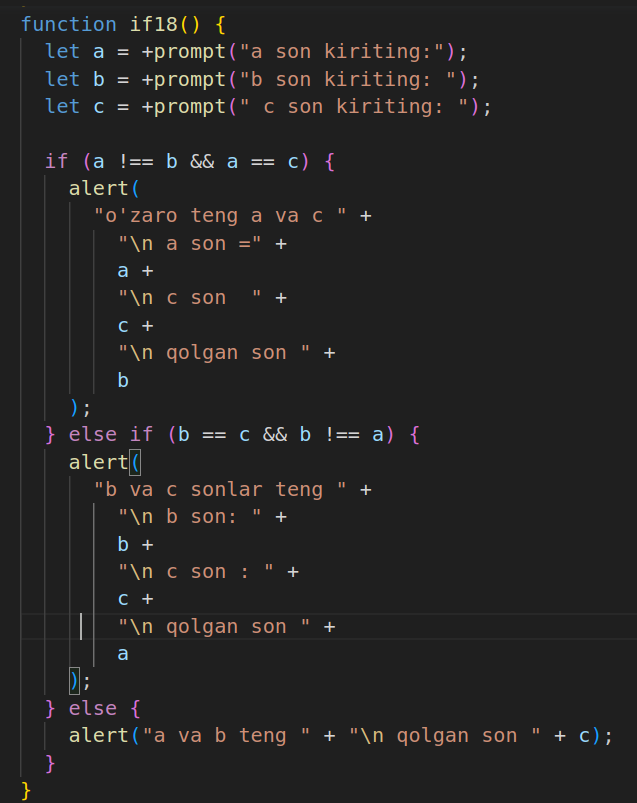 function if18() {
  let a = +prompt("a son kiriting:");
  let b = +prompt("b son kiriting: ");
  let c = +prompt(" c son kiriting: ");

  if (a !== b && a == c) {
    alert(
      "o'zaro teng a va c " +
        "\n a son =" +
        a +
        "\n c son  " +
        c +
        "\n qolgan son " +
        b
    );
  } else if (b == c && b !== a) {
    alert(
      "b va c sonlar teng " +
        "\n b son: " +
        b +
        "\n c son : " +
        c +
        "\n qolgan son " +
        a
    );
  } else {
    alert("a va b teng " + "\n qolgan son " + c);
  }
}